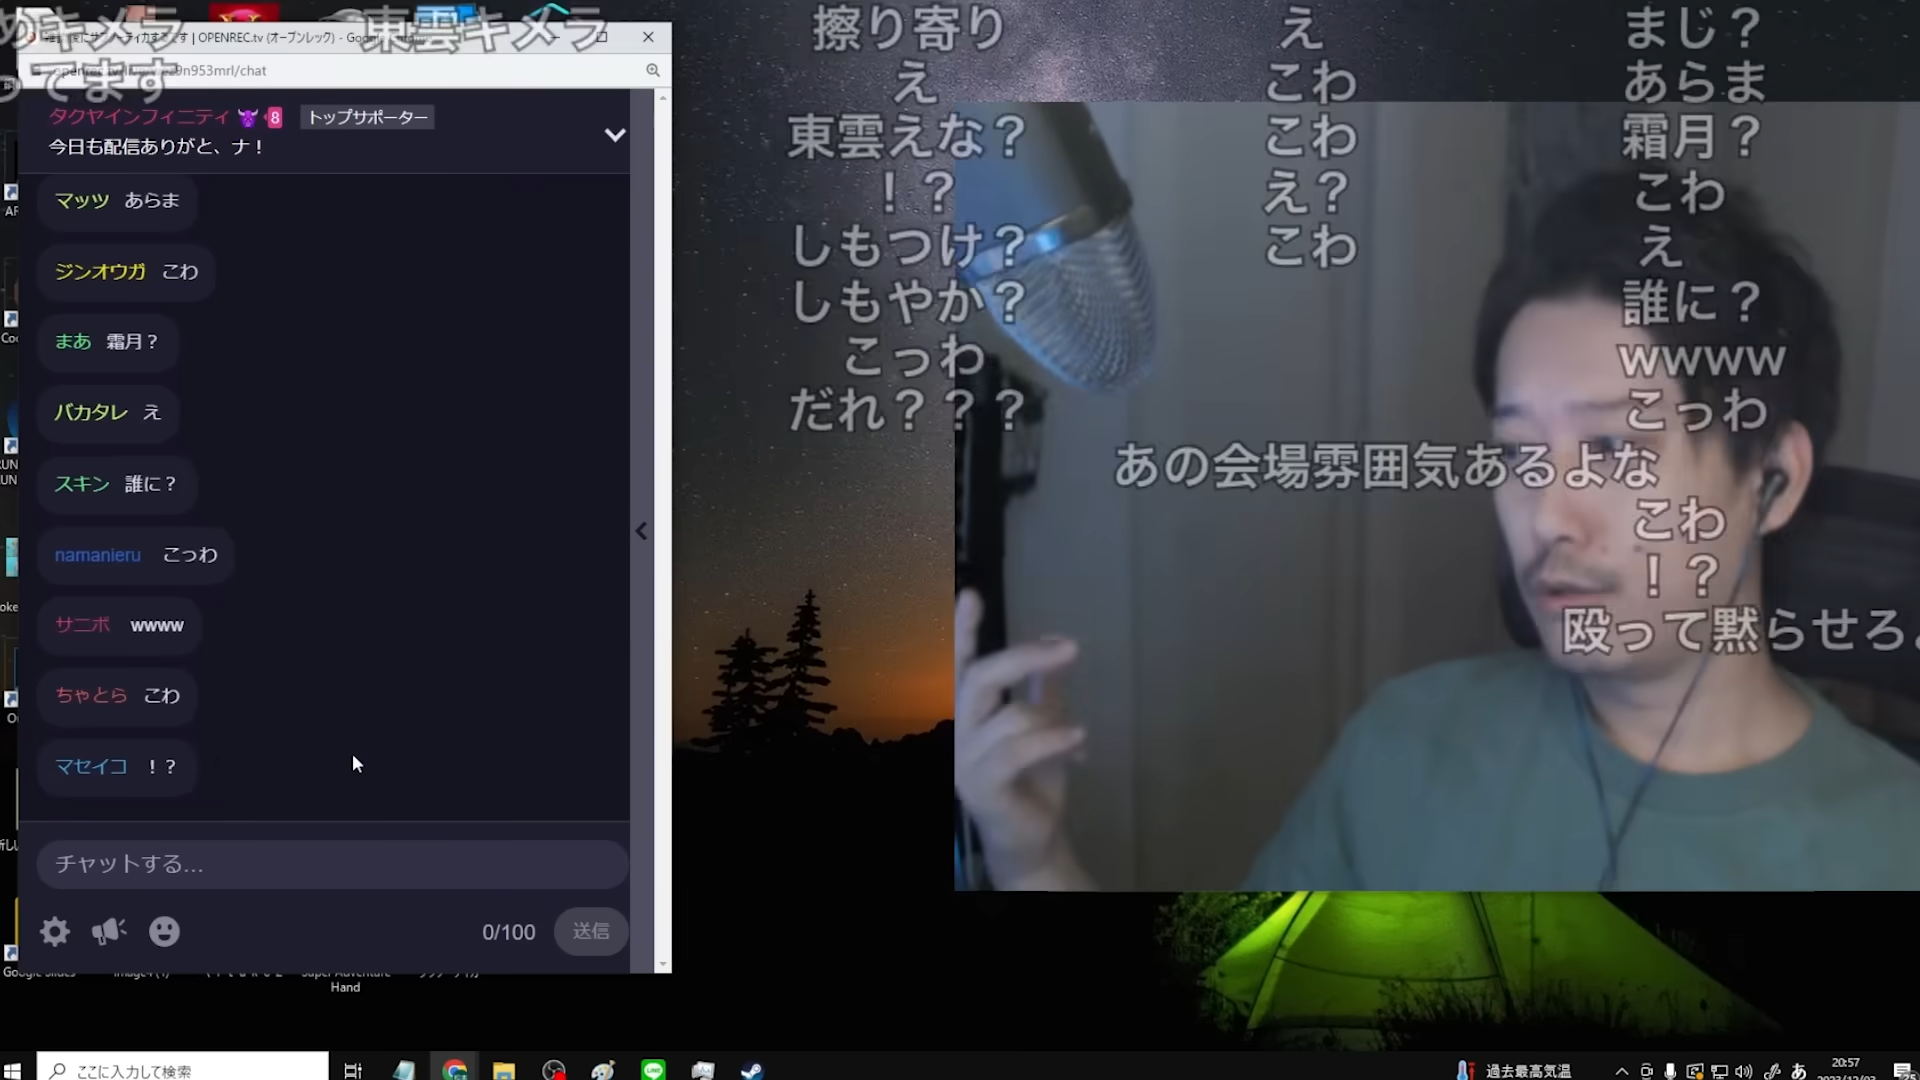 東雲キメラ
ってます
OPENREC.tv (オープンレック)
タクヤインフィニティ 8 トップサポーター
今日も配信ありがと、ナ！
マッツ あらま
ジンオウガ こわ
まあ 霜月？
バカタレ え
スキン 誰に？
namanieru こっわ
サニボ wwww
ちゃとら こわ
マセイコ ！？
チャットする...
0/100 送信
擦り寄り
え
東雲えな？
！？
しもつけ？
しもやか？
こっわ
だれ？？？
え
こわ
こわ
え？
こわ
あの会場雰囲気あるよな
まじ？
あらま
霜月？
こわ
え
誰に？
wwww
こっわ
こわ
！？
殴って黙らせろ
Hand
ここに入力して検索
過去最高気温
あ
20:57